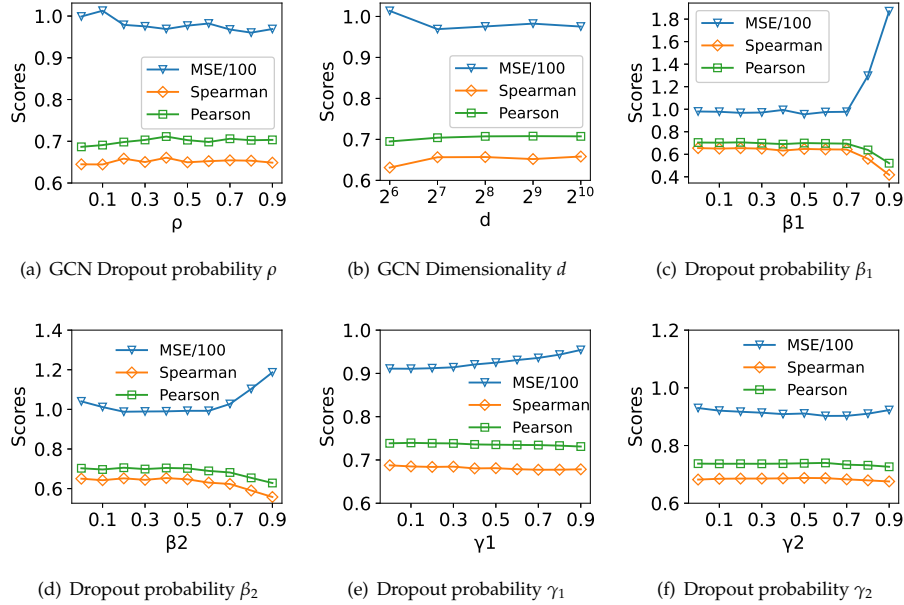 1.0
0.9
0.8
0.7
0.6
Scores
MSE/100
Spearman
Pearson
0.1 0.3 0.5 0.7 0.9
ρ
(a) GCN Dropout probability ρ
1.0
0.9
0.8
0.7
0.6
Scores
MSE/100
Spearman
Pearson
2^6 2^7 2^8 2^9 2^10
d
(b) GCN Dimensionality d
1.8
1.6
1.4
1.2
1.0
0.8
0.6
0.4
Scores
MSE/100
Spearman
Pearson
0.1 0.3 0.5 0.7 0.9
β1
(c) Dropout probability β₁
1.4
1.2
1.0
0.8
0.6
Scores
MSE/100
Spearman
Pearson
0.1 0.3 0.5 0.7 0.9
β2
(d) Dropout probability β₂
1.0
0.9
0.8
0.7
0.6
Scores
MSE/100
Spearman
Pearson
0.1 0.3 0.5 0.7 0.9
γ1
(e) Dropout probability γ₁
1.2
1.0
0.8
0.6
Scores
MSE/100
Spearman
Pearson
0.1 0.3 0.5 0.7 0.9
γ2
(f) Dropout probability γ₂